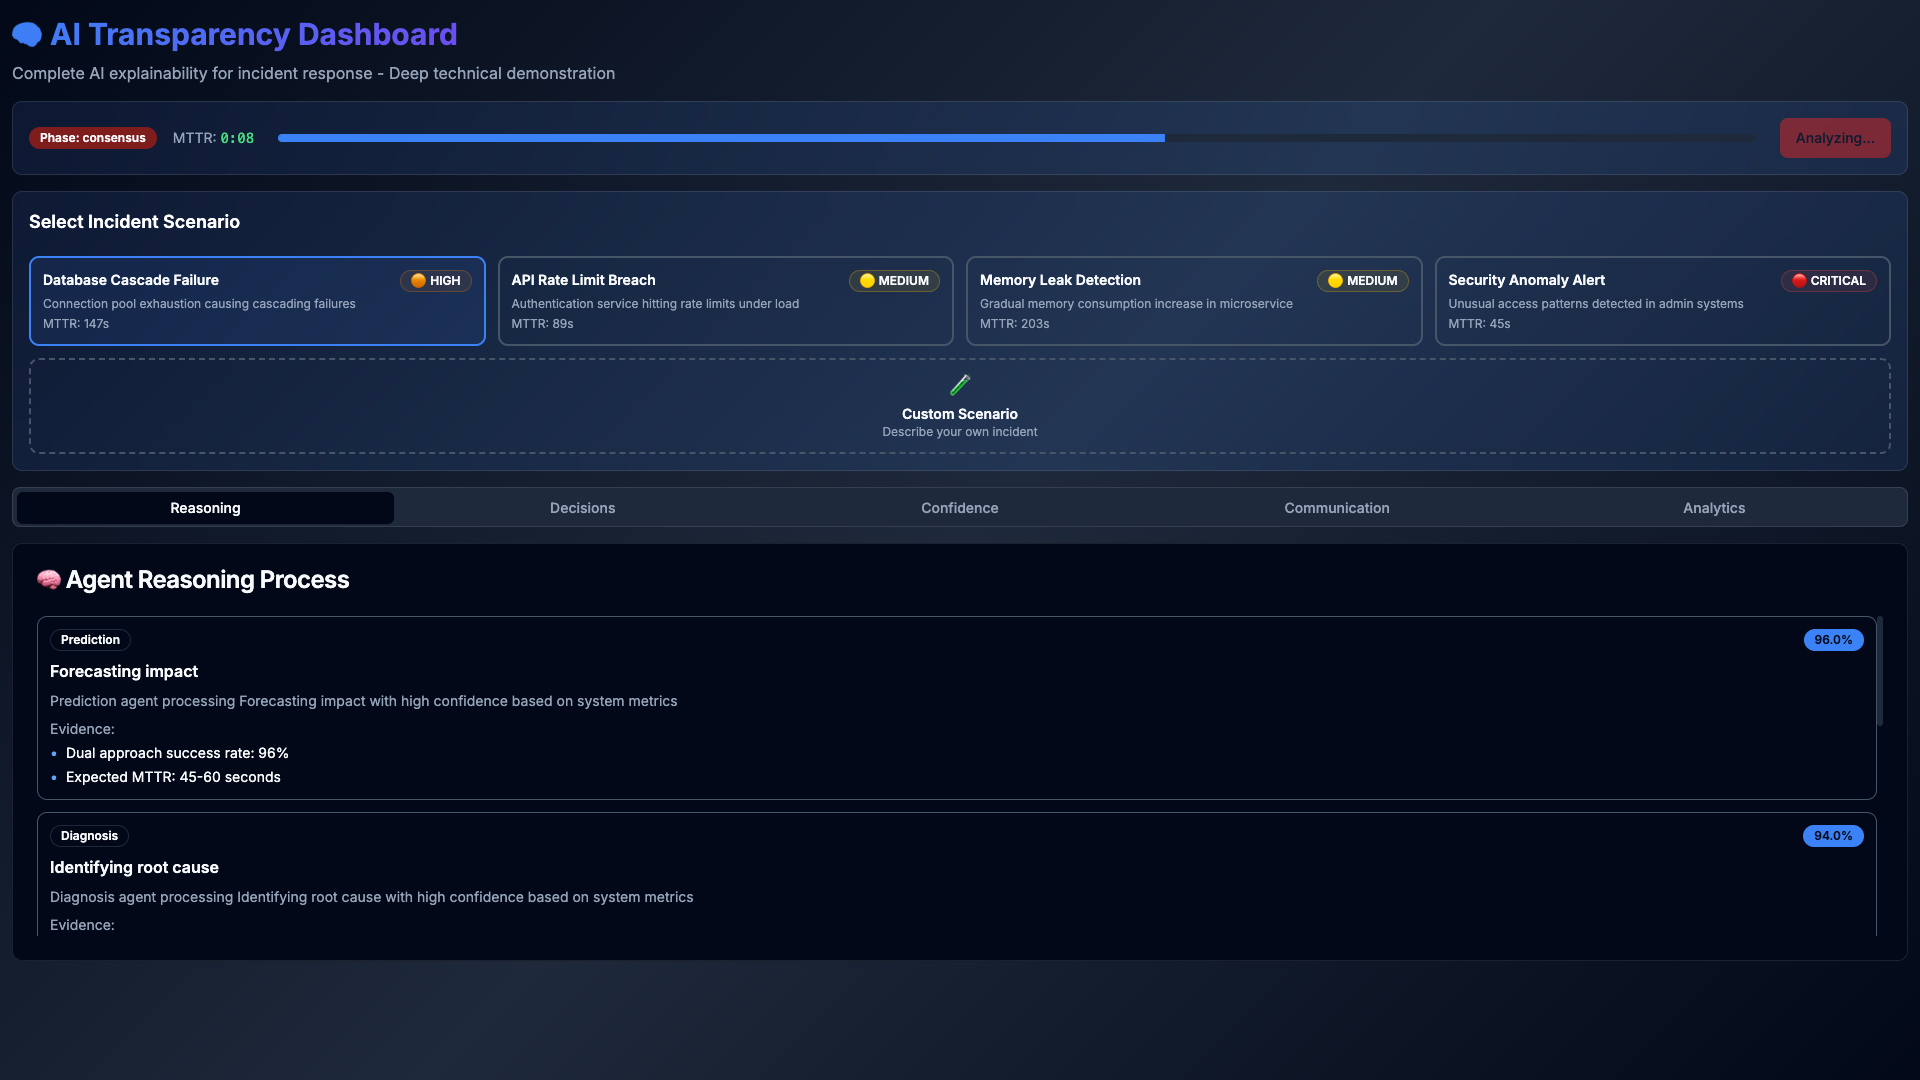 AI Transparency Dashboard
Complete AI explainability for incident response - Deep technical demonstration
Phase: consensus
MTTR: 0:08
Analyzing...
Select Incident Scenario
Database Cascade Failure
HIGH
Connection pool exhaustion causing cascading failures
MTTR: 147s
API Rate Limit Breach
MEDIUM
Authentication service hitting rate limits under load
MTTR: 89s
Memory Leak Detection
MEDIUM
Gradual memory consumption increase in microservice
MTTR: 203s
Security Anomaly Alert
CRITICAL
Unusual access patterns detected in admin systems
MTTR: 45s
Custom Scenario
Describe your own incident
Reasoning
Decisions
Confidence
Communication
Analytics
Agent Reasoning Process
Prediction
96.0%
Forecasting impact
Prediction agent processing Forecasting impact with high confidence based on system metrics
Evidence:
• Dual approach success rate: 96%
• Expected MTTR: 45-60 seconds
Diagnosis
94.0%
Identifying root cause
Diagnosis agent processing Identifying root cause with high confidence based on system metrics
Evidence: